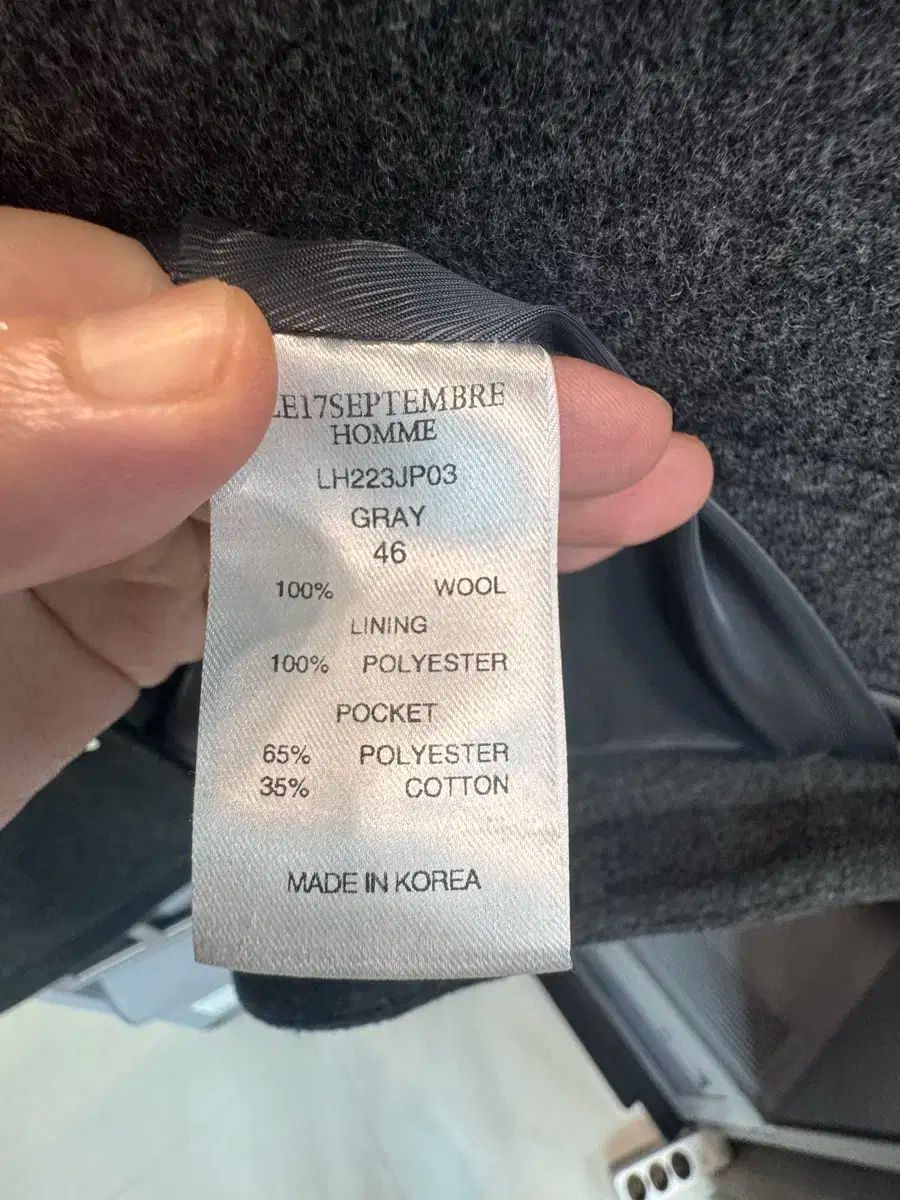 LE17SEPTEMBRE
HOMME
LH223JP03
GRAY
46
100% WOOL
LINING
100% POLYESTER
POCKET
65% POLYESTER
35% COTTON
MADE IN KOREA